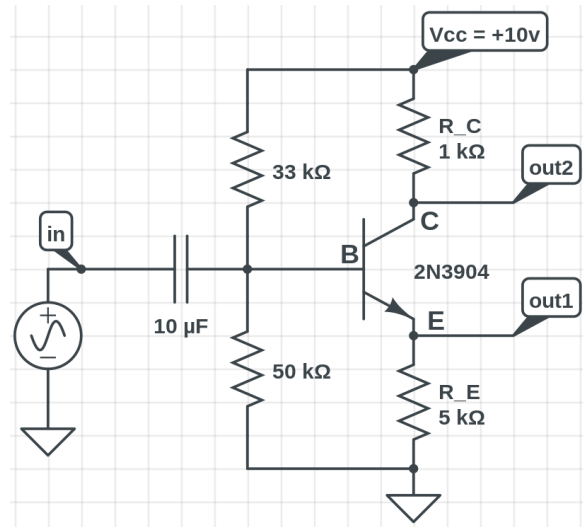 Vcc = +10v
R_C
1 kΩ
33 kΩ
out2
C
in
B
2N3904
out1
E
10 µF
50 kΩ
R_E
5 kΩ